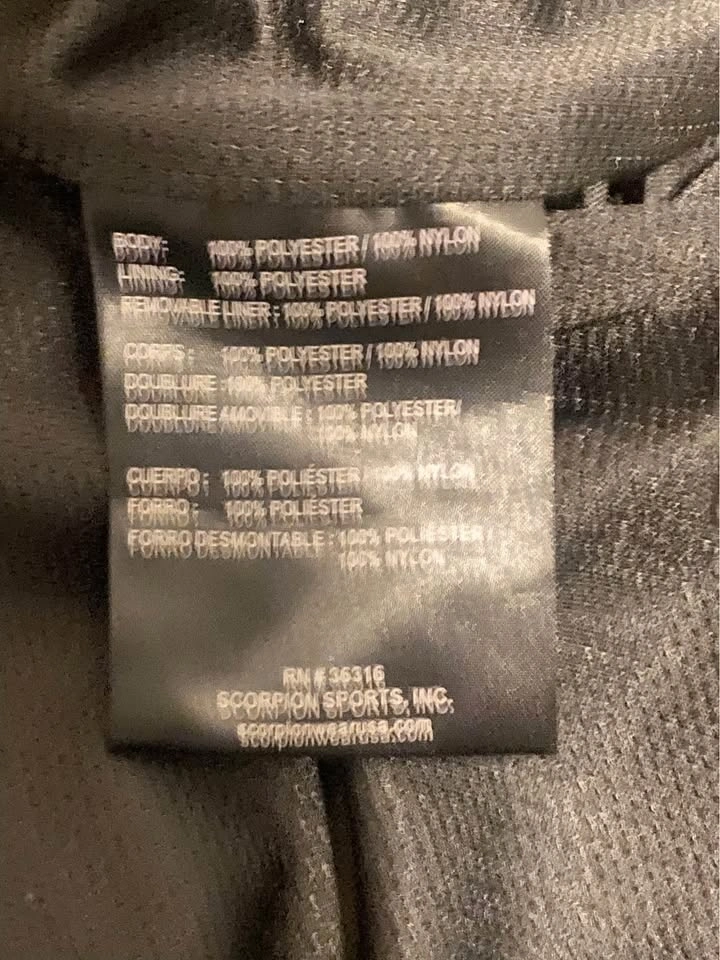 BODY: 100% POLYESTER / 100% NYLON
LINING: 100% POLYESTER
REMOVABLE LINER: 100% POLYESTER / 100% NYLON
CORPS: 100% POLYESTER / 100% NYLON
DOUBLURE: 100% POLYESTER
DOUBLURE AMOVIBLE: 100% POLYESTER/
100% NYLON
CUERPO: 100% POLIÉSTER / 100% NYLON
FORRO: 100% POLIÉSTER
FORRO DESMONTABLE: 100% POLIÉSTER /
100% NYLON
RN # 36316
SCORPION SPORTS, INC.
scorpionwearusa.com